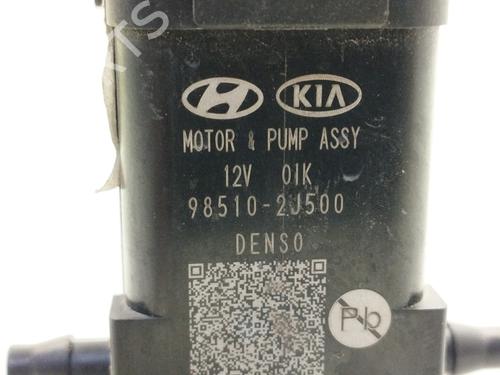 KIA
MOTOR & PUMP ASSY
12V 01K
98510-2J500
DENSO
Pb